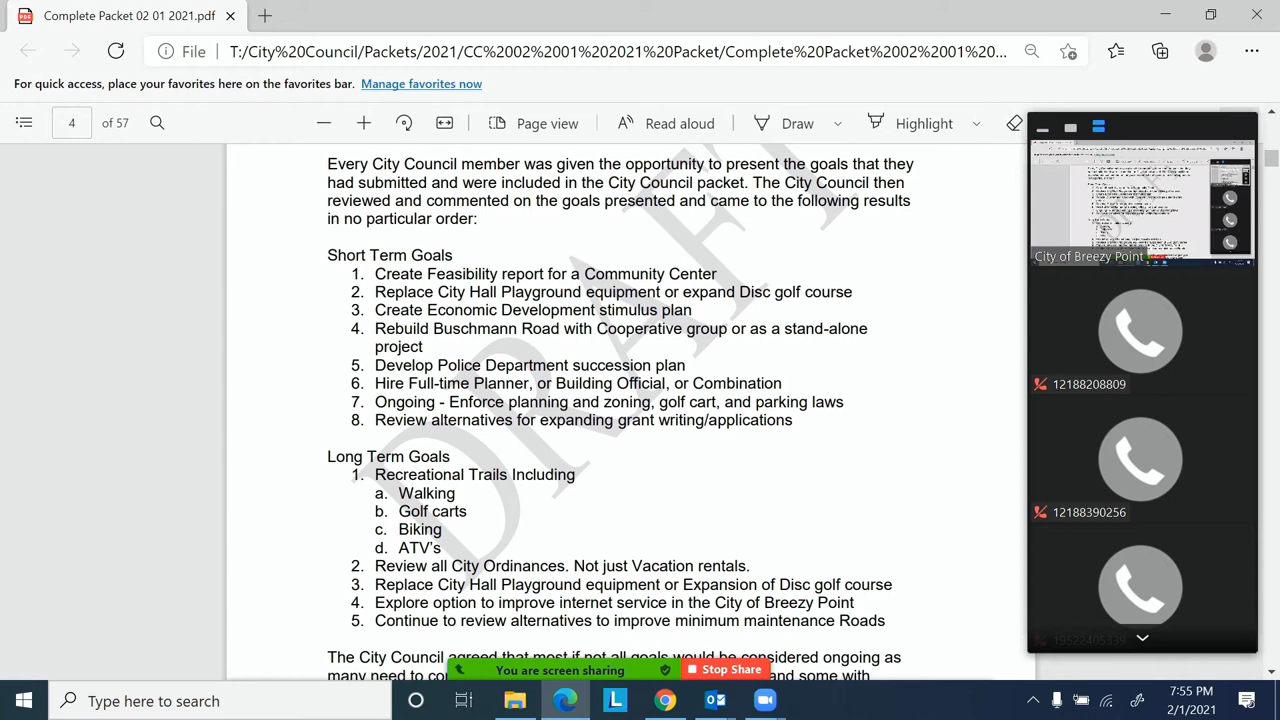 Complete Packet 02 01 2021.pdf
File
T:/City%20Council/Packets/2021/CC%2002%2001%202021%20Packet/Complete%20Packet%2002%2001%20...
For quick access, place your favorites here on the favorites bar. Manage favorites now
4 of 57
Page view
Read aloud
Draw
Highlight
Every City Council member was given the opportunity to present the goals that they
had submitted and were included in the City Council packet. The City Council then
reviewed and commented on the goals presented and came to the following results
in no particular order:
Short Term Goals
1. Create Feasibility report for a Community Center
2. Replace City Hall Playground equipment or expand Disc golf course
3. Create Economic Development stimulus plan
4. Rebuild Buschmann Road with Cooperative group or as a stand-alone
project
5. Develop Police Department succession plan
6. Hire Full-time Planner, or Building Official, or Combination
7. Ongoing - Enforce planning and zoning, golf cart, and parking laws
8. Review alternatives for expanding grant writing/applications
Long Term Goals
1. Recreational Trails Including
a. Walking
b. Golf carts
c. Biking
d. ATV's
2. Review all City Ordinances. Not just Vacation rentals.
3. Replace City Hall Playground equipment or Expansion of Disc golf course
4. Explore option to improve internet service in the City of Breezy Point
5. Continue to review alternatives to improve minimum maintenance Roads
The City Council agreed that most if not all goals would be considered ongoing as
many need to and some with
DRAFT
City of Breezy Point
12188208809
12188390256
19522405339
You are screen sharing
Stop Share
Type here to search
7:55 PM
2/1/2021